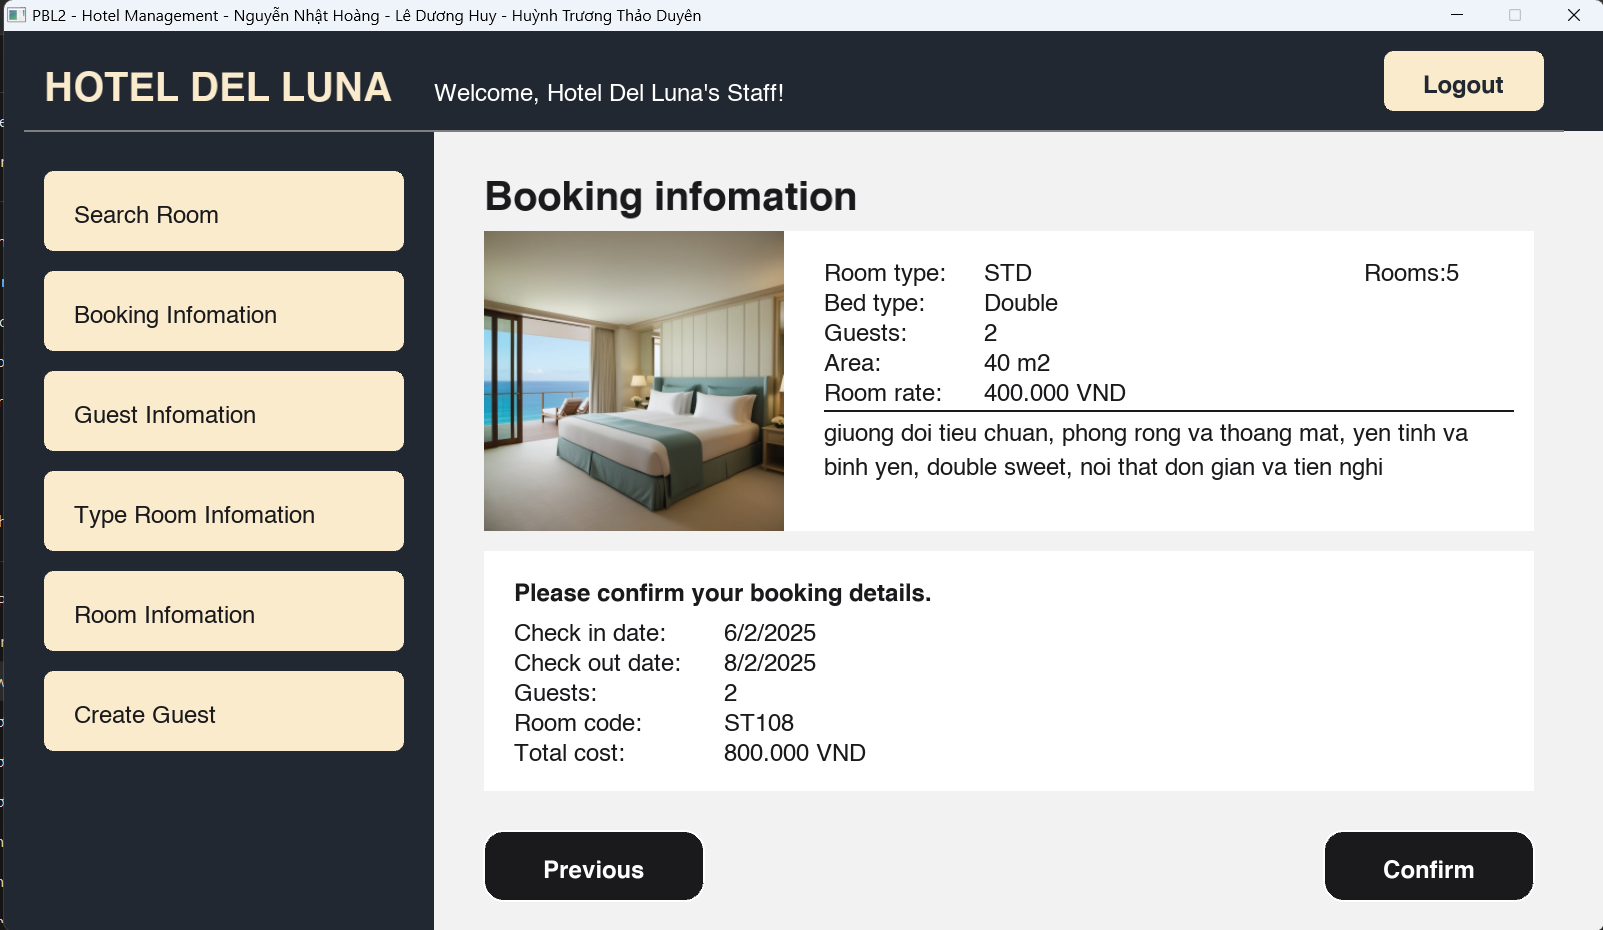 PBL2 - Hotel Management - Nguyễn Nhật Hoàng - Lê Dương Huy - Huỳnh Trương Thảo Duyên
HOTEL DEL LUNA
Welcome, Hotel Del Luna's Staff!
Logout
Search Room
Booking Infomation
Guest Infomation
Type Room Infomation
Room Infomation
Create Guest
Booking infomation
Room type: STD Rooms:5
Bed type: Double
Guests: 2
Area: 40 m2
Room rate: 400.000 VND
giuong doi tieu chuan, phong rong va thoang mat, yen tinh va
binh yen, double sweet, noi that don gian va tien nghi
Please confirm your booking details.
Check in date: 6/2/2025
Check out date: 8/2/2025
Guests: 2
Room code: ST108
Total cost: 800.000 VND
Previous
Confirm